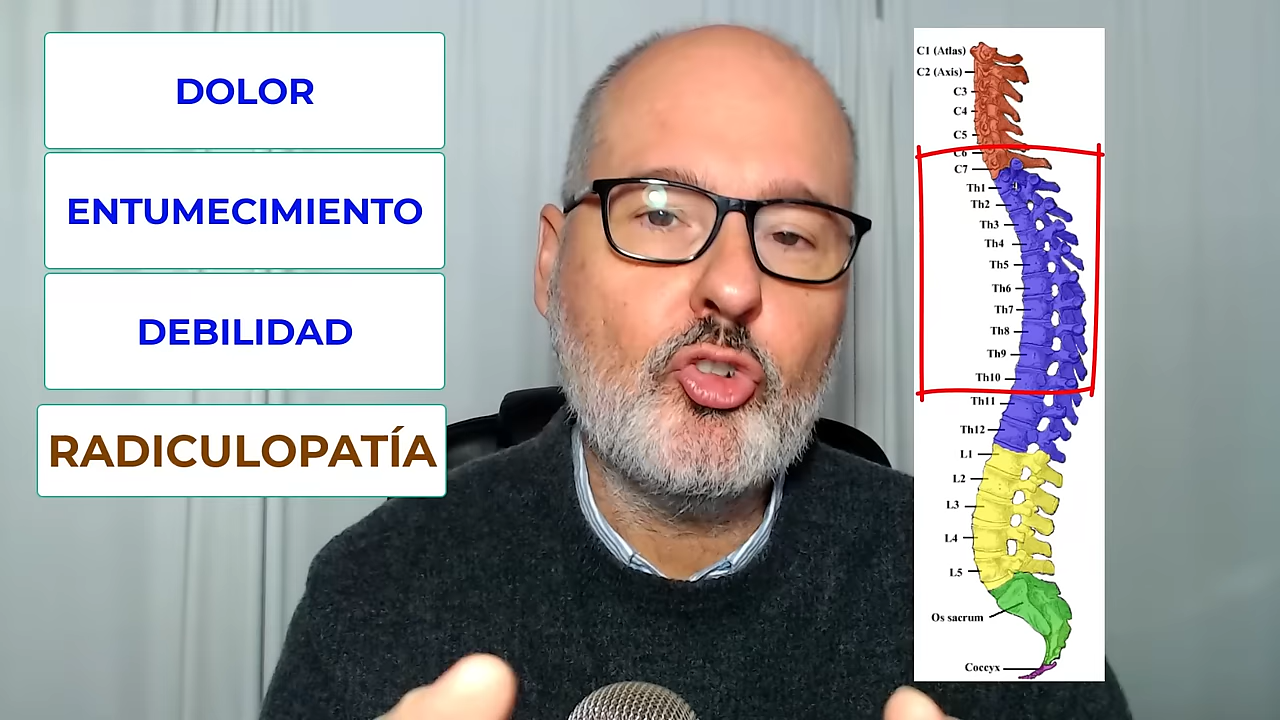 DOLOR
ENTUMECIMIENTO
DEBILIDAD
RADICULOPATÍA
C1 (Atlas)
C2 (Axis)
C3
C4
C5
C6
C7
Th1
Th2
Th3
Th4
Th5
Th6
Th7
Th8
Th9
Th10
Th11
Th12
L1
L2
L3
L4
L5
Os sacrum
Coccyx